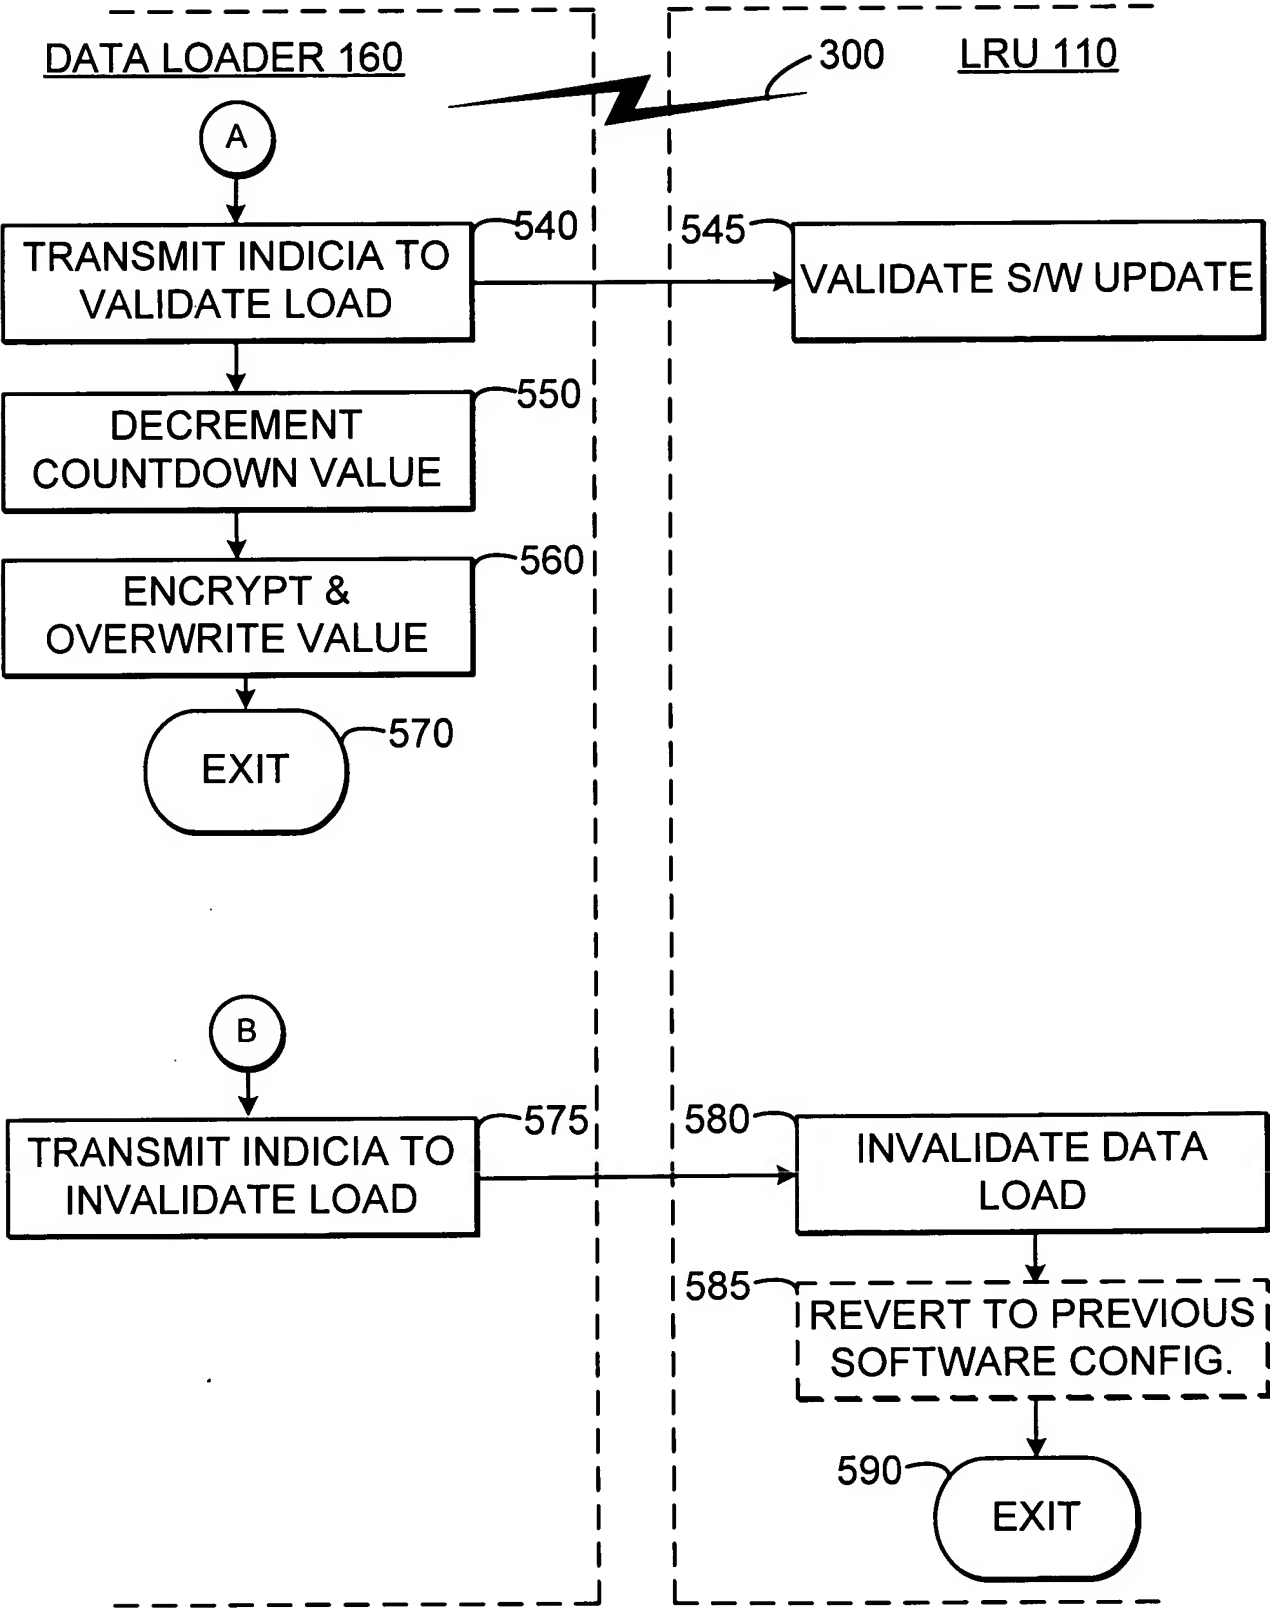 DATA LOADER 160
300
LRU 110
A
540
TRANSMIT INDICIA TO
VALIDATE LOAD
545
VALIDATE S/W UPDATE
550
DECREMENT
COUNTDOWN VALUE
560
ENCRYPT &
OVERWRITE VALUE
570
EXIT
B
575
TRANSMIT INDICIA TO
INVALIDATE LOAD
580
INVALIDATE DATA
LOAD
585
REVERT TO PREVIOUS
SOFTWARE CONFIG.
590
EXIT